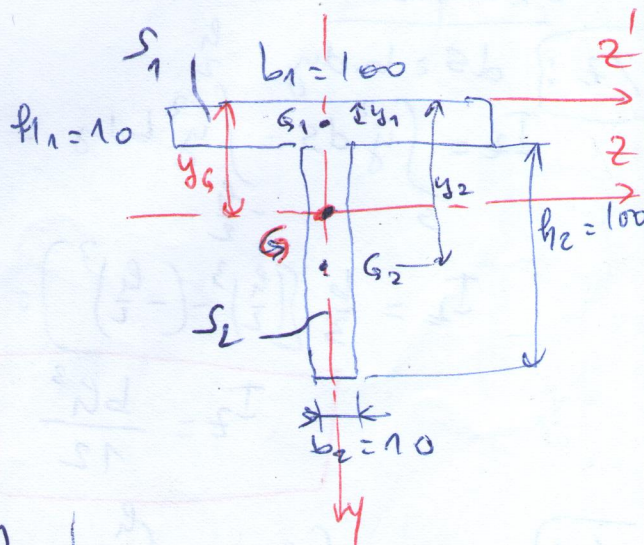 S1
b1 = 100
z'
h1 = 10
G1
y1
z
yG
y2
h2 = 100
G
G2
S2
b2 = 10
y